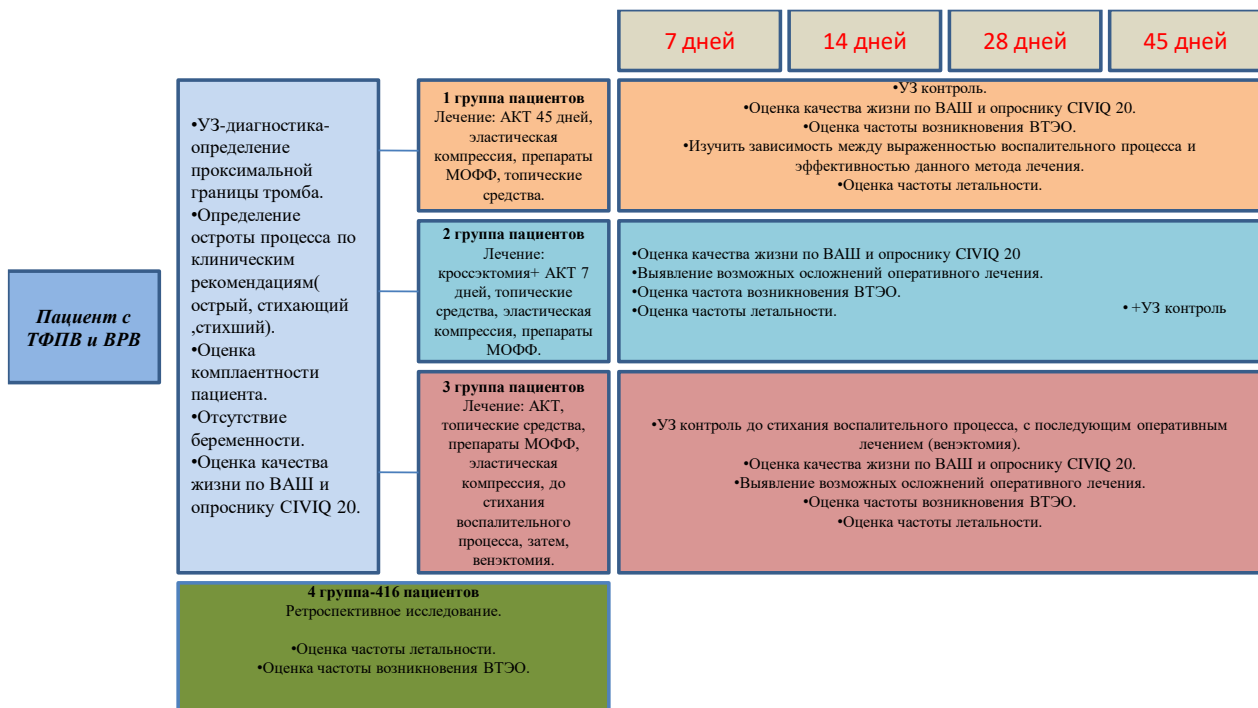 7 дней
14 дней
28 дней
45 дней
Пациент с
ТФПВ и ВРВ
•УЗ-диагностика-
определение
проксимальной
границы тромба.
•Определение
остроты процесса по
клиническим
рекомендациям(
острый, стихающий
,стихший).
•Оценка
комплаентности
пациента.
•Отсутствие
беременности.
•Оценка качества
жизни по ВАШ и
опроснику CIVIQ 20.
1 группа пациентов
Лечение: АКТ 45 дней,
эластическая
компрессия, препараты
МОФФ, топические
средства.
•УЗ контроль.
•Оценка качества жизни по ВАШ и опроснику CIVIQ 20.
•Оценка частоты возникновения ВТЭО.
•Изучить зависимость между выраженностью воспалительного процесса и
эффективностью данного метода лечения.
•Оценка частоты летальности.
2 группа пациентов
Лечение:
кроссэктомия+ АКТ 7
дней, топические
средства, эластическая
компрессия, препараты
МОФФ.
•Оценка качества жизни по ВАШ и опроснику CIVIQ 20
•Выявление возможных осложнений оперативного лечения.
•Оценка частота возникновения ВТЭО.
•Оценка частоты летальности.
• +УЗ контроль
3 группа пациентов
Лечение: АКТ,
топические средства,
препараты МОФФ,
эластическая
компрессия, до
стихания
воспалительного
процесса, затем,
венэктомия.
•УЗ контроль до стихания воспалительного процесса, с последующим оперативным
лечением (венэктомия).
•Оценка качества жизни по ВАШ и опроснику CIVIQ 20.
•Выявление возможных осложнений оперативного лечения.
•Оценка частоты возникновения ВТЭО.
•Оценка частоты летальности.
4 группа-416 пациентов
Ретроспективное исследование.
•Оценка частоты летальности.
•Оценка частоты возникновения ВТЭО.